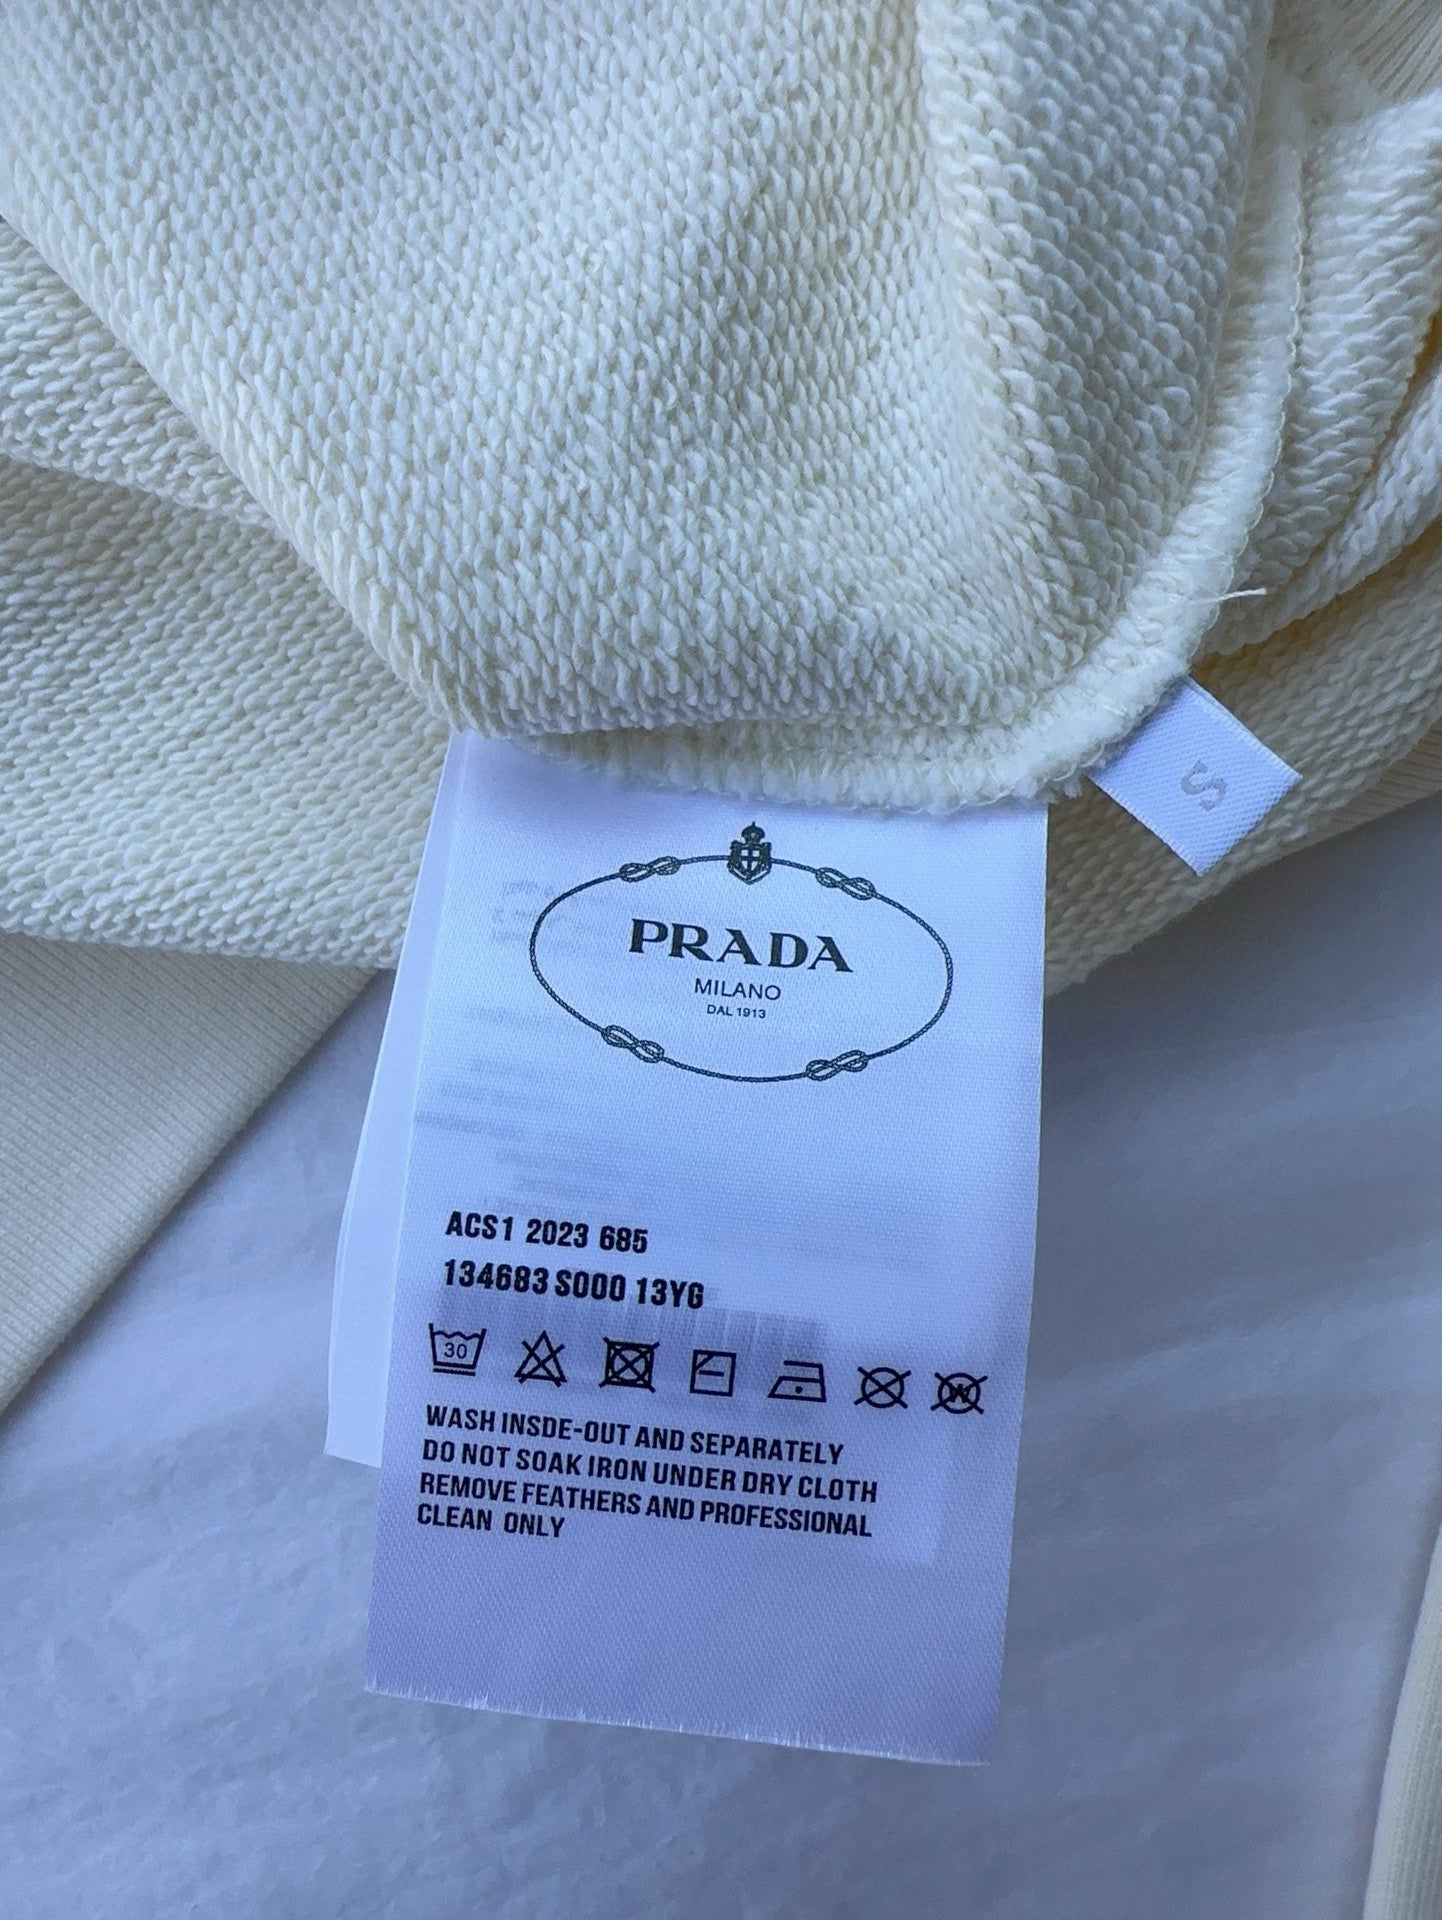 S
PRADA
MILANO
DAL 1913
ACS1 2023 685
134683 S000 13YG
30
W
WASH INSDE-OUT AND SEPARATELY
DO NOT SOAK IRON UNDER DRY CLOTH
REMOVE FEATHERS AND PROFESSIONAL
CLEAN ONLY